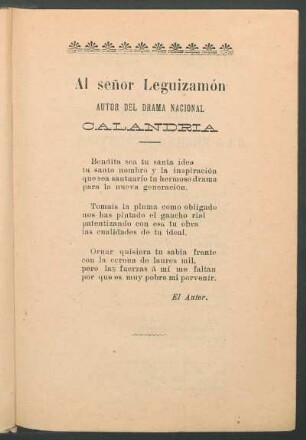 Al señor Leguizamón
AUTOR DEL DRAMA NACIONAL
CALANDRIA
Bendita sea tu santa idea
tu santo nombre y la inspiración
que sea santuario tu hermoso drama
para la nueva generación.
Tomais la pluma como obligado
nos has pintado el gaucho rial
patentizando con esa tu obra
las cualidades de tu ideal.
Ornar quisiera tu sabia frente
con la corona de laures mil,
pero las fuerzas á mí me faltan
por que es muy pobre mi porvenir.
El Autor.